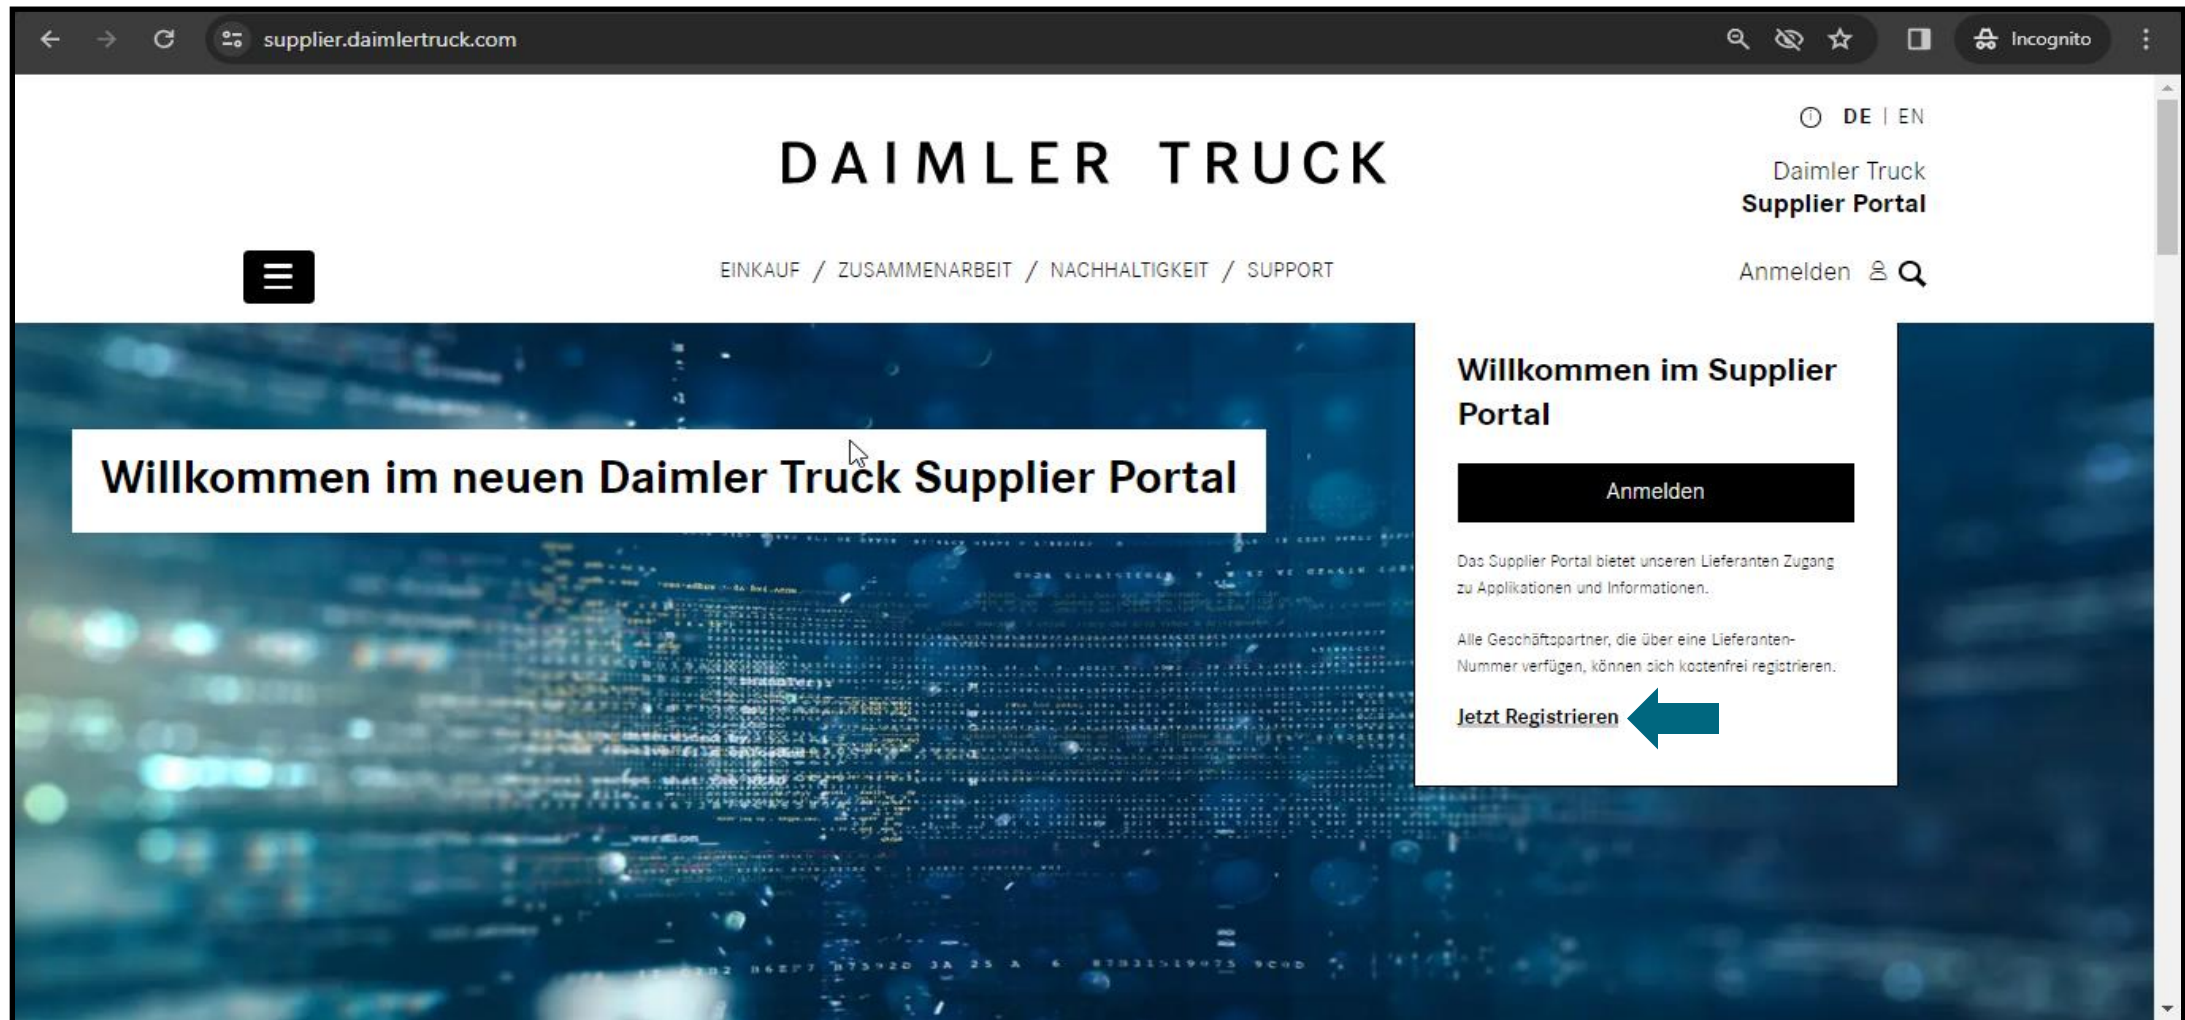 supplier.daimlertruck.com
Incognito
DE | EN
DAIMLER TRUCK
Daimler Truck
Supplier Portal
EINKAUF / ZUSAMMENARBEIT / NACHHALTIGKEIT / SUPPORT
Anmelden
Willkommen im neuen Daimler Truck Supplier Portal
Willkommen im Supplier
Portal
Anmelden
Das Supplier Portal bietet unseren Lieferanten Zugang
zu Applikationen und Informationen.
Alle Geschäftspartner, die über eine Lieferanten-
Nummer verfügen, können sich kostenfrei registrieren.
Jetzt Registrieren